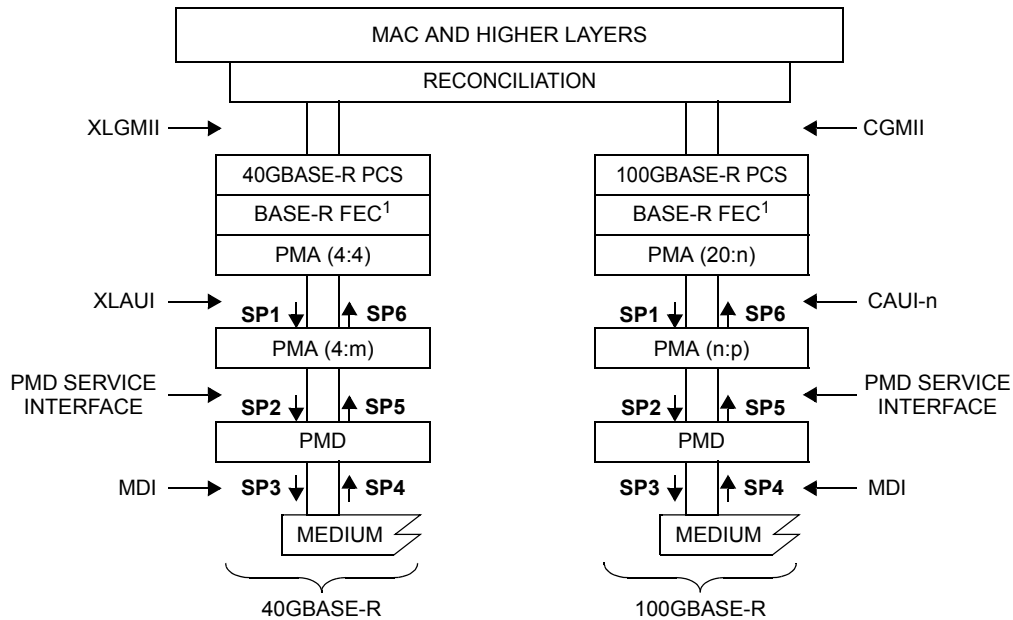 MAC AND HIGHER LAYERS
RECONCILIATION
XLGMII
CGMII
40GBASE-R PCS
100GBASE-R PCS
BASE-R FEC1
BASE-R FEC1
PMA (4:4)
PMA (20:n)
XLAUI
CAUI-n
SP1
SP6
SP1
SP6
PMA (4:m)
PMA (n:p)
PMD SERVICE
INTERFACE
PMD SERVICE
INTERFACE
SP2
SP5
SP2
SP5
PMD
PMD
MDI
SP3
SP4
SP3
SP4
MDI
MEDIUM
MEDIUM
40GBASE-R
100GBASE-R